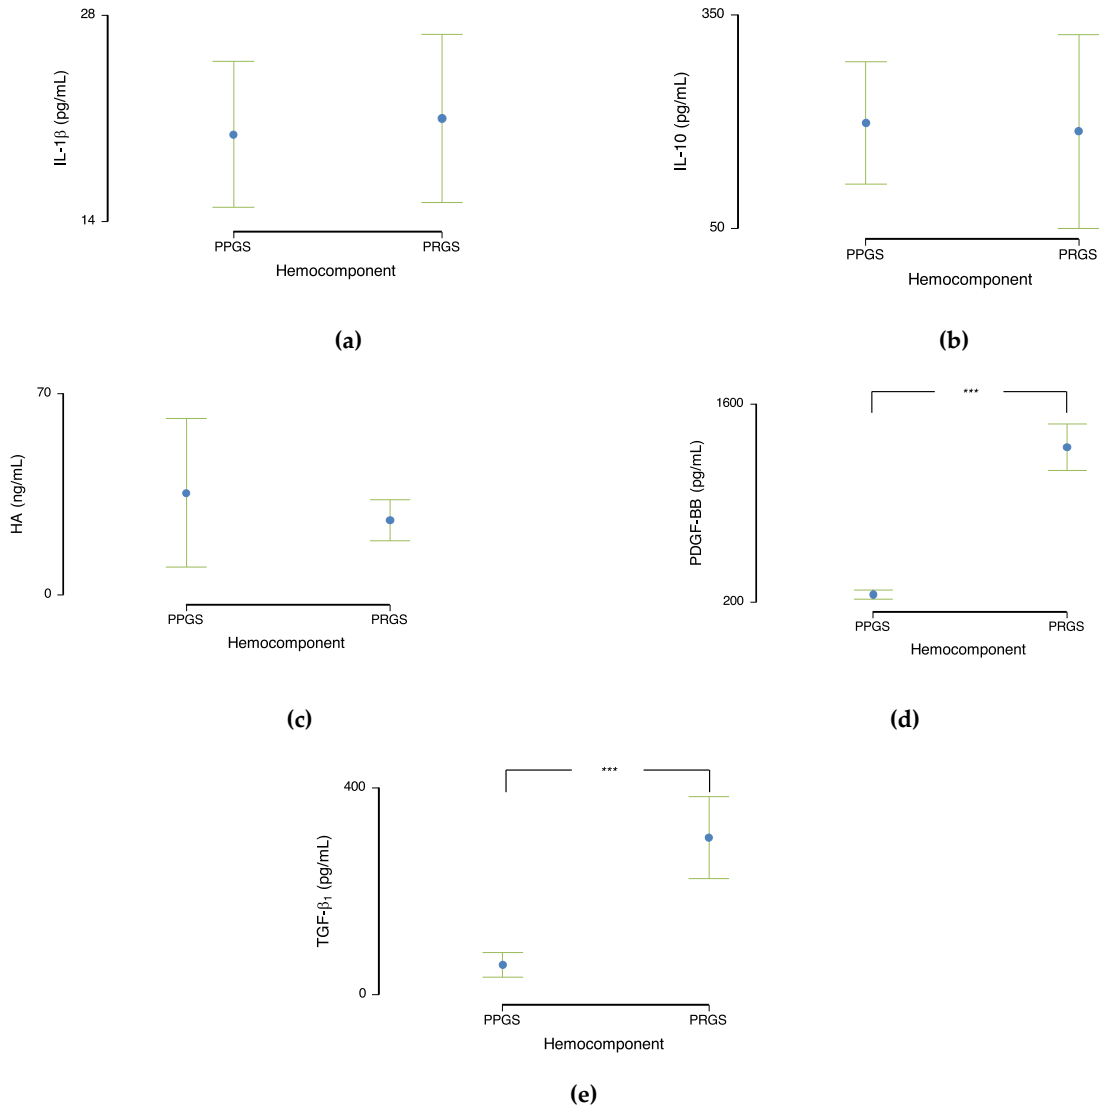 28
IL-1β (pg/mL)
14
PPGS PRGS
Hemocomponent
(a)
350
IL-10 (pg/mL)
50
PPGS PRGS
Hemocomponent
(b)
70
HA (ng/mL)
0
PPGS PRGS
Hemocomponent
(c)
***
1600
PDGF-BB (pg/mL)
200
PPGS PRGS
Hemocomponent
(d)
***
400
TGF-β₁ (pg/mL)
0
PPGS PRGS
Hemocomponent
(e)